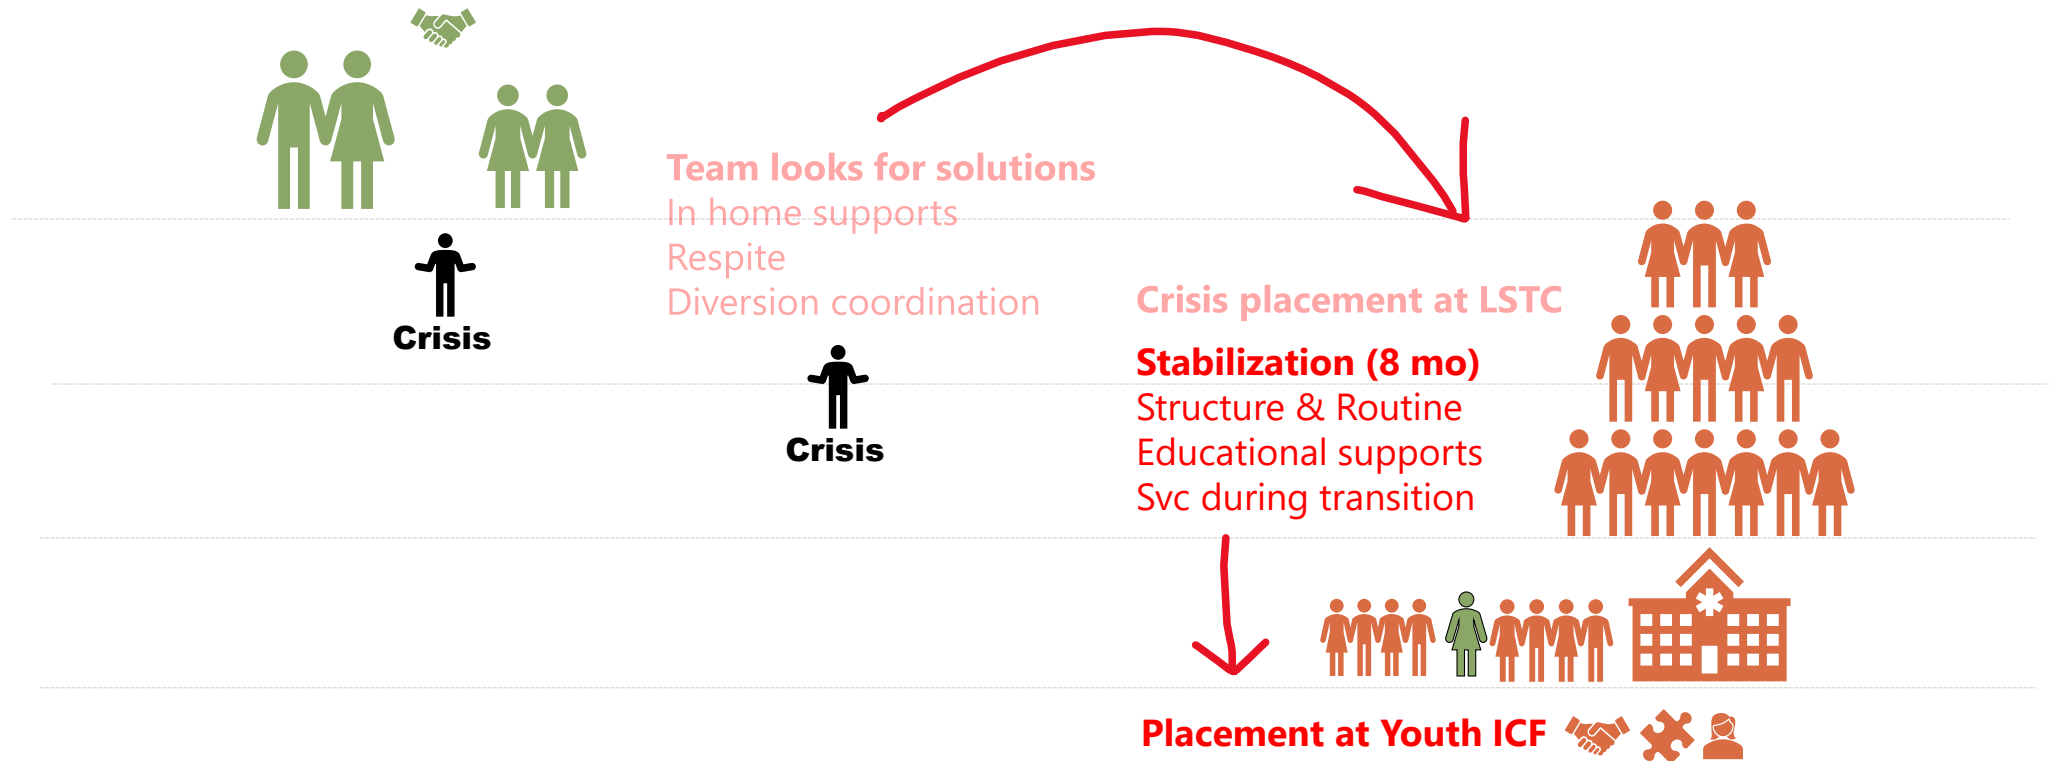 Team looks for solutions
In home supports
Respite
Diversion coordination
Crisis
Crisis
Crisis placement at LSTC
Stabilization (8 mo)
Structure & Routine
Educational supports
Svc during transition
Placement at Youth ICF